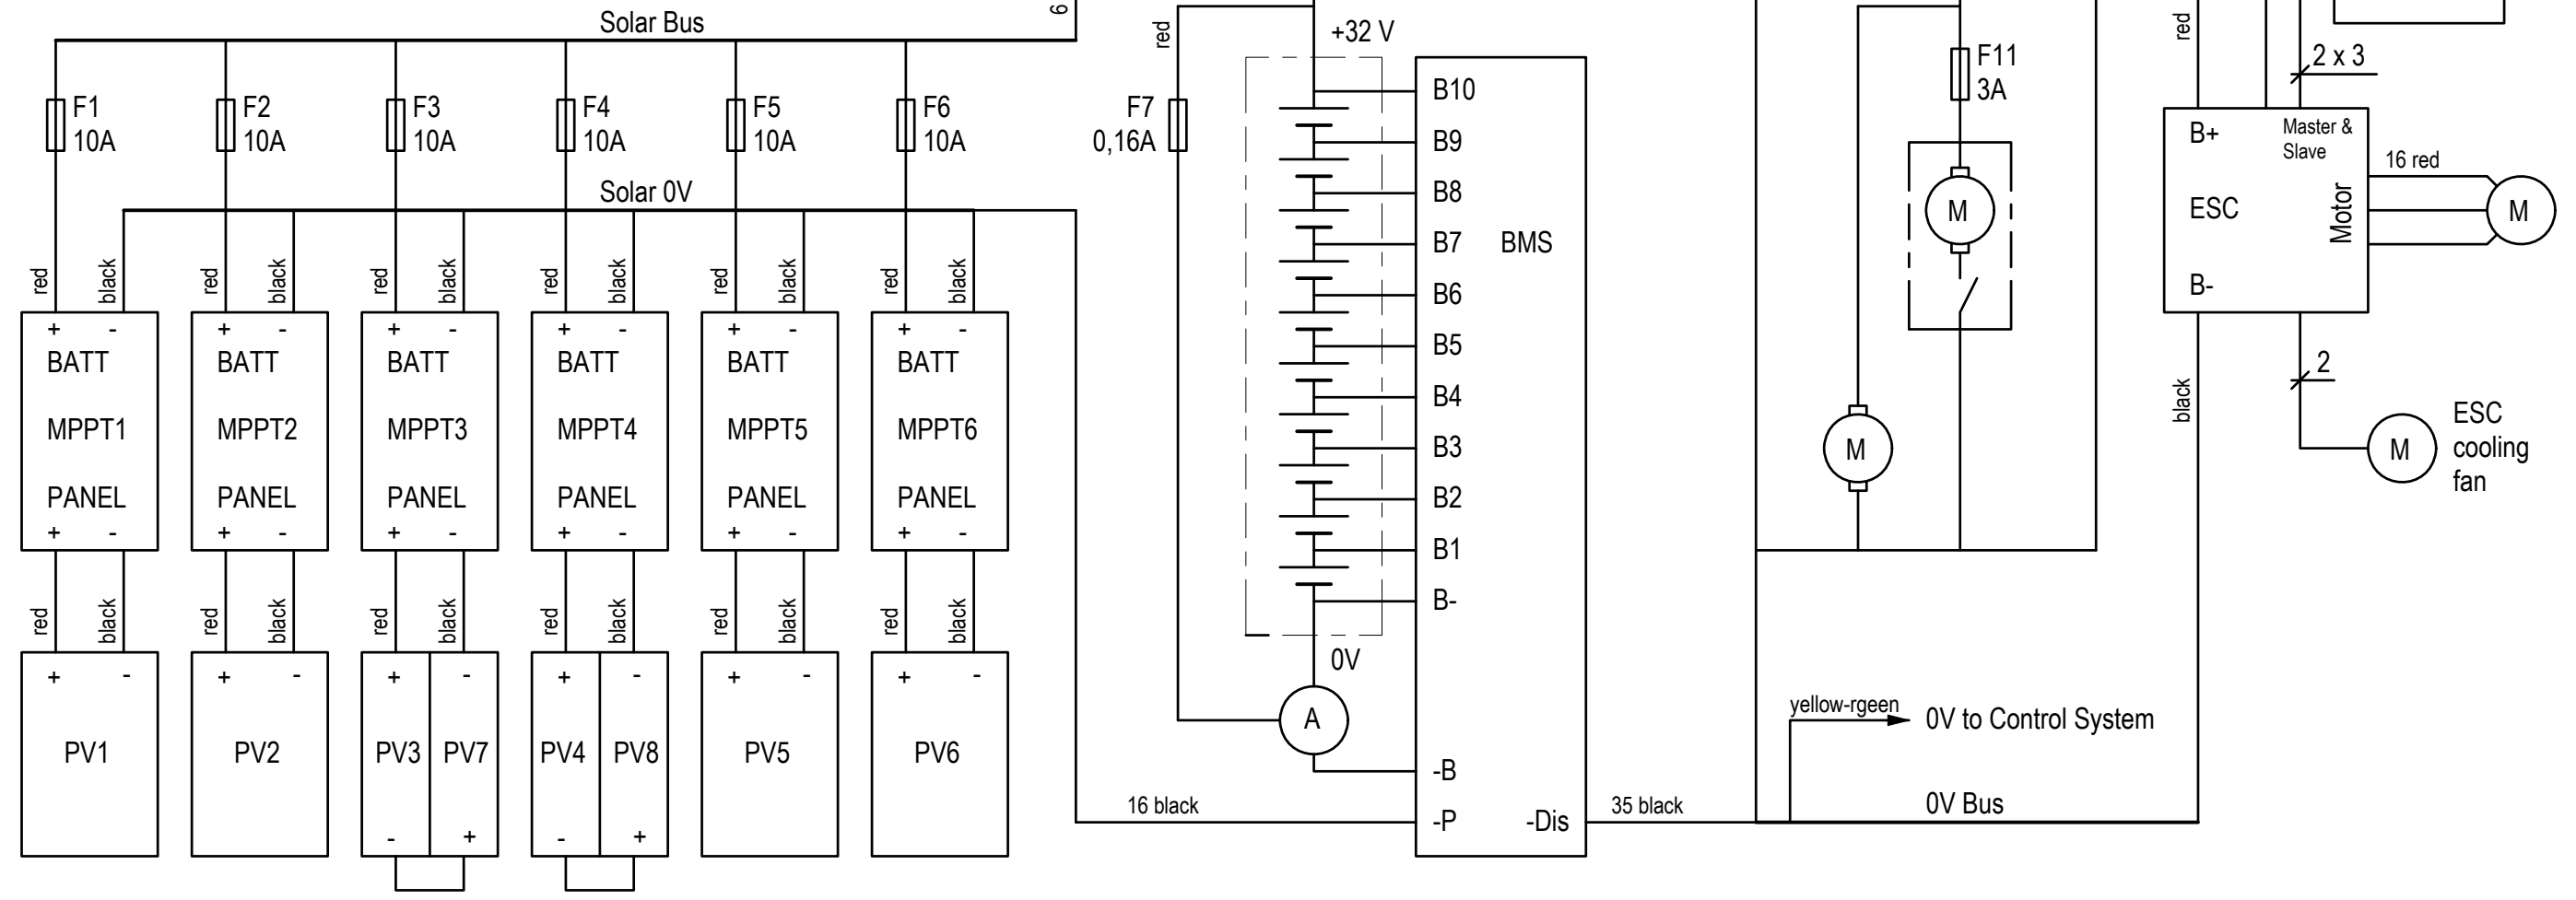 Solar Bus
6
F1
10A
F2
10A
F3
10A
F4
10A
F5
10A
F6
10A
Solar 0V
red
black
red
black
red
black
red
black
red
black
red
black
+ -
BATT
MPPT1
PANEL
+ -
+ -
BATT
MPPT2
PANEL
+ -
+ -
BATT
MPPT3
PANEL
+ -
+ -
BATT
MPPT4
PANEL
+ -
+ -
BATT
MPPT5
PANEL
+ -
+ -
BATT
MPPT6
PANEL
+ -
red
black
red
black
red
black
red
black
red
black
red
black
+ -
PV1
+ -
PV2
+ -
PV3 PV7
- +
+ -
PV4 PV8
- +
+ -
PV5
+ -
PV6
red
F7
0,16A
+32 V
B10
B9
B8
B7
BMS
B6
B5
B4
B3
B2
B1
B-
0V
A
-B
-P
-Dis
16 black
35 black
F11
3A
M
M
yellow-rgeen
0V to Control System
0V Bus
red
2 x 3
B+
Master &
Slave
ESC
Motor
B-
16 red
M
black
2
M
ESC
cooling
fan